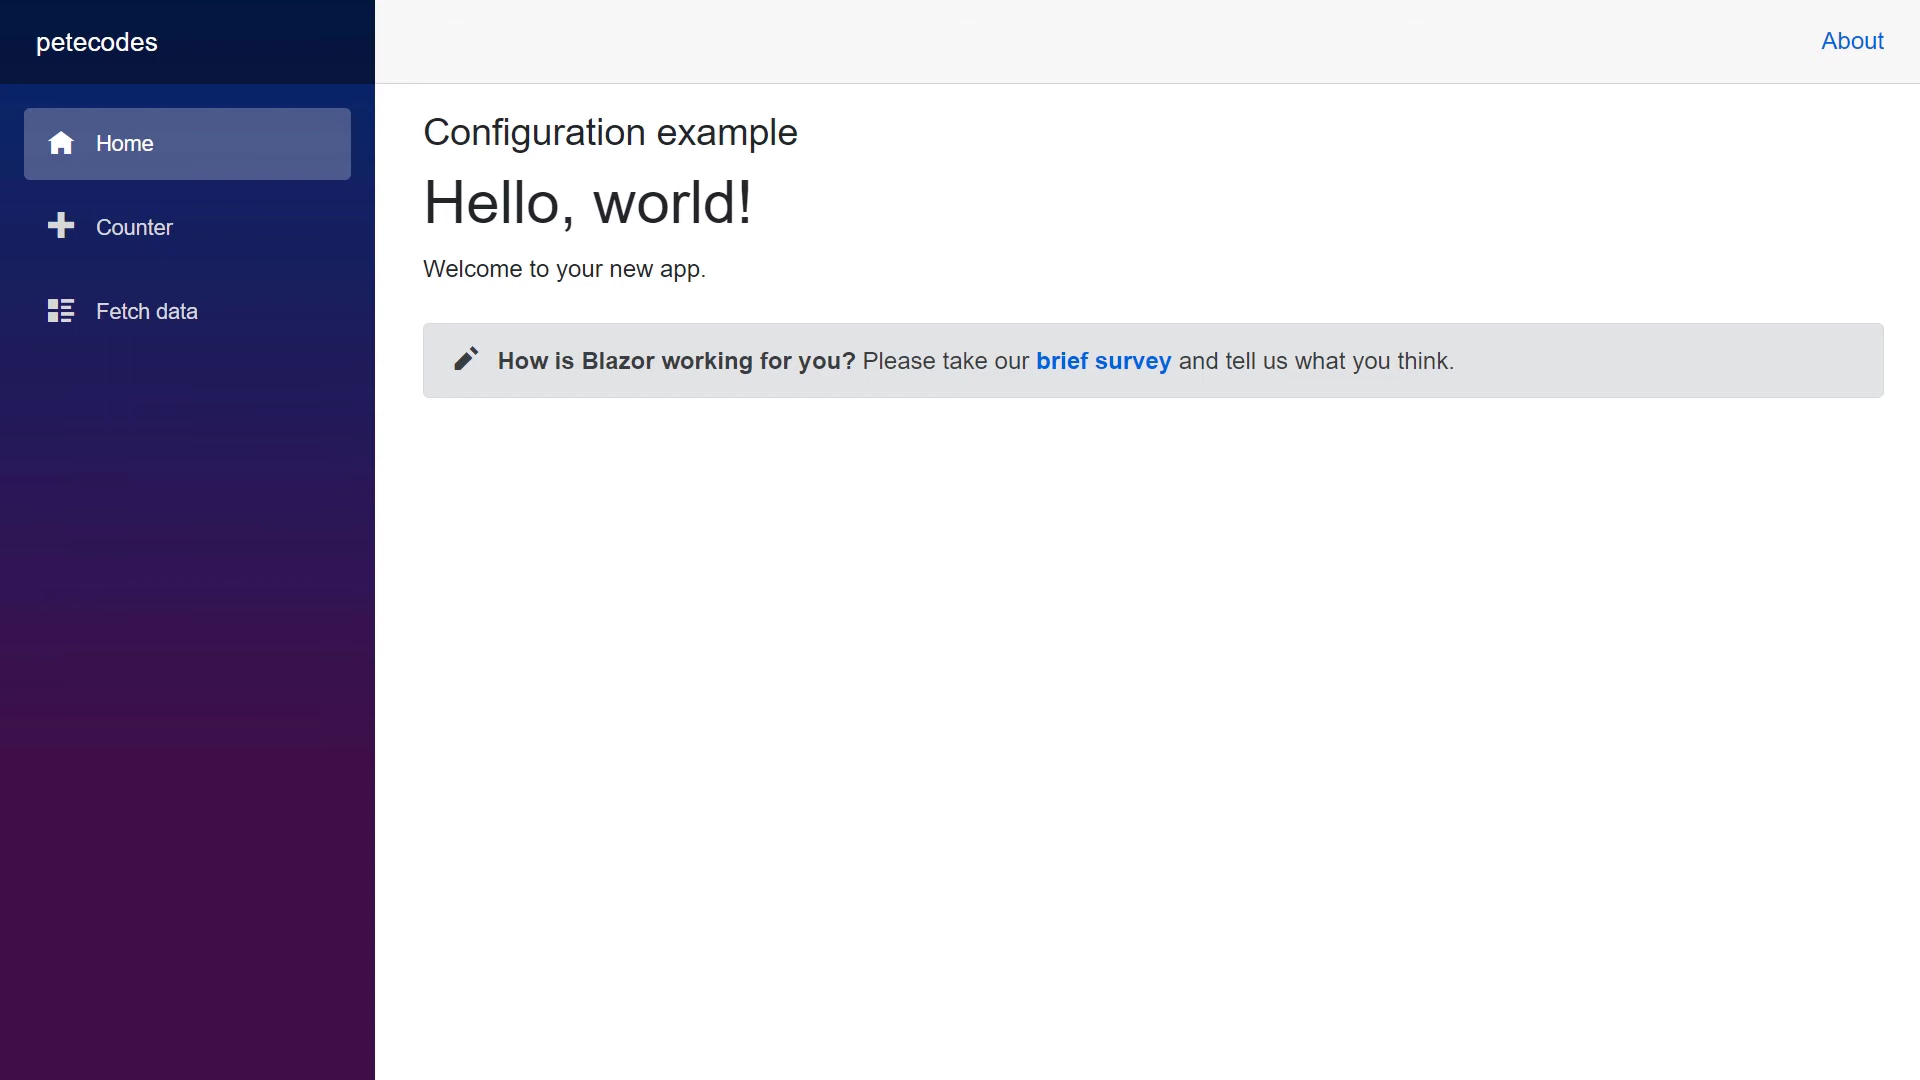 petecodes
About
Home
Counter
Fetch data
Configuration example
Hello, world!
Welcome to your new app.
How is Blazor working for you? Please take our brief survey and tell us what you think.